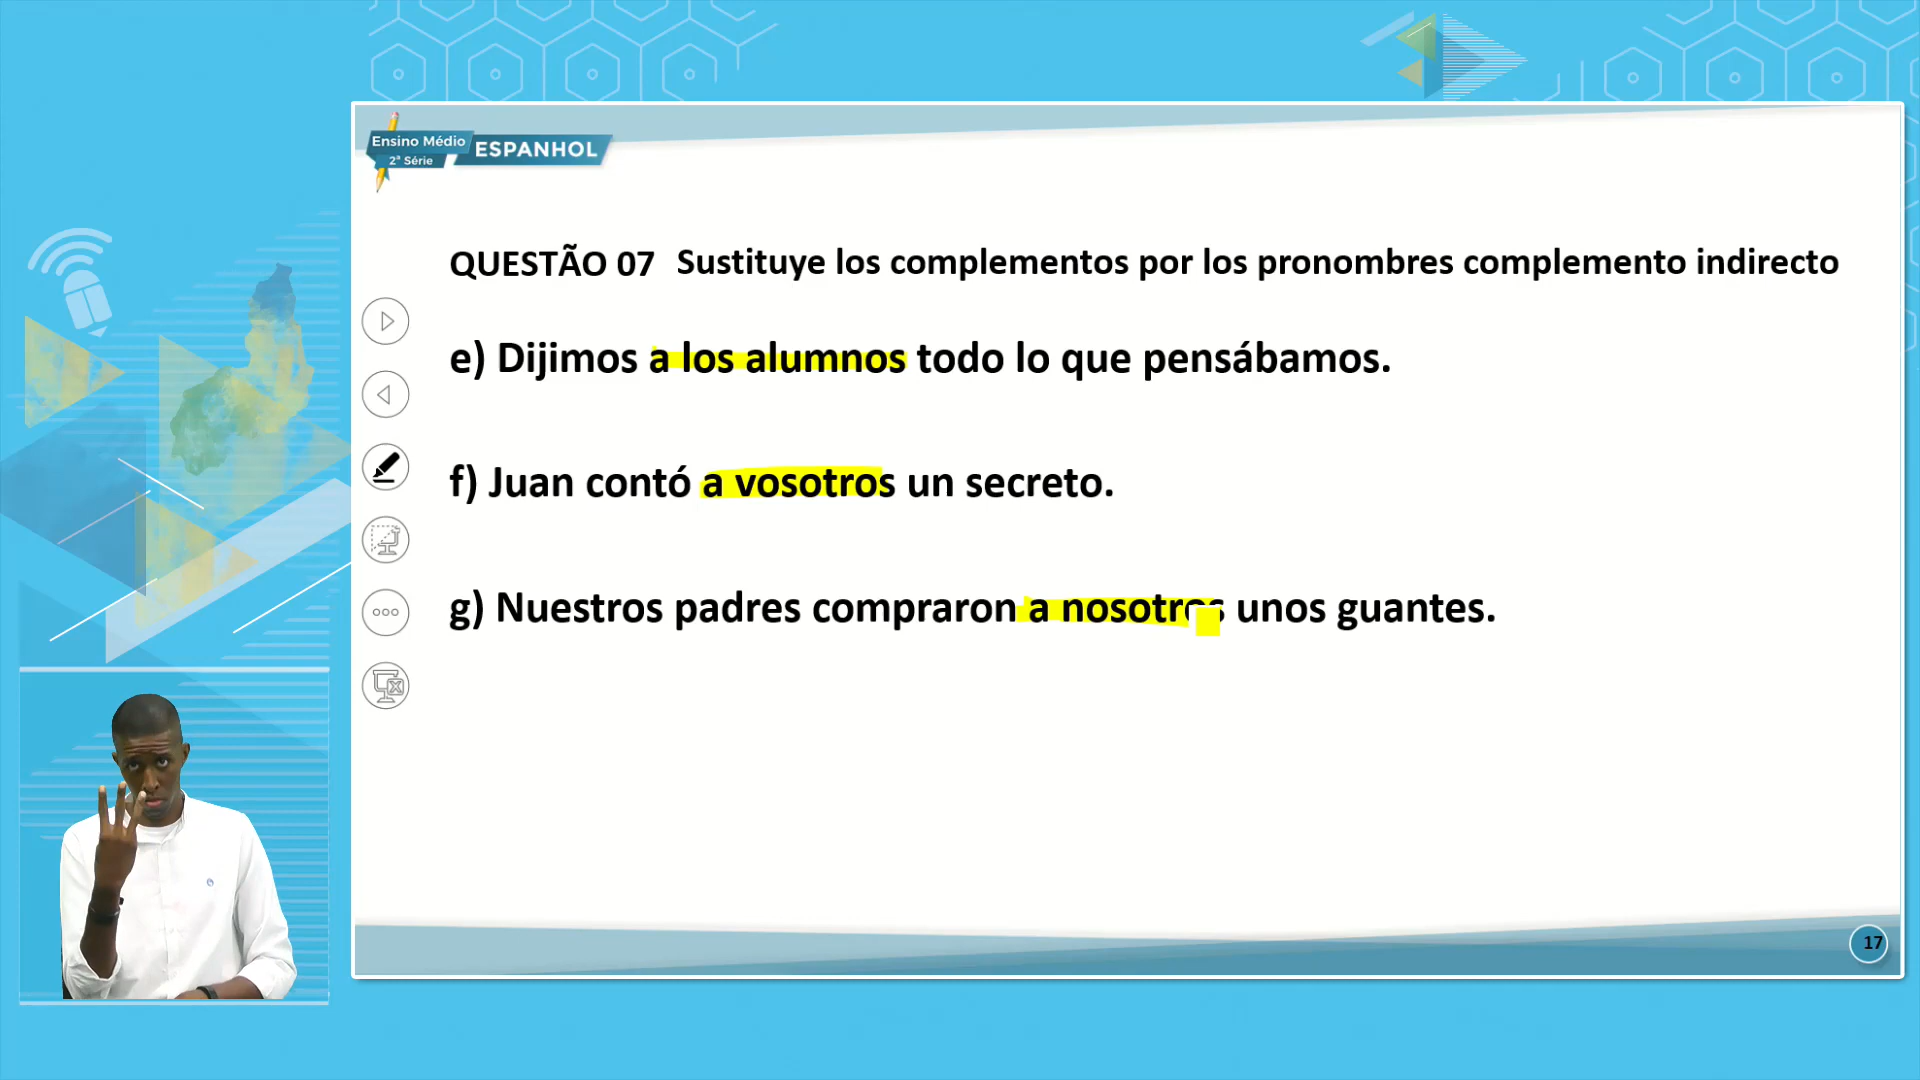 Ensino Médio
2ª Série
ESPANHOL
QUESTÃO 07 Sustituye los complementos por los pronombres complemento indirecto
e) Dijimos a los alumnos todo lo que pensábamos.
f) Juan contó a vosotros un secreto.
g) Nuestros padres compraron a nosotros unos guantes.
17